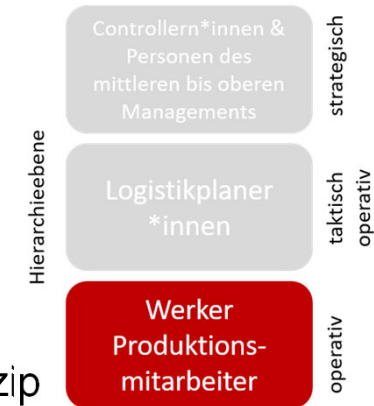 Controllern*innen &
Personen des
mittleren bis oberen
Managements
strategisch
Hierarchieebene
Logistikplaner
*innen
taktisch
operativ
Werker
Produktions-
mitarbeiter
operativ
zip